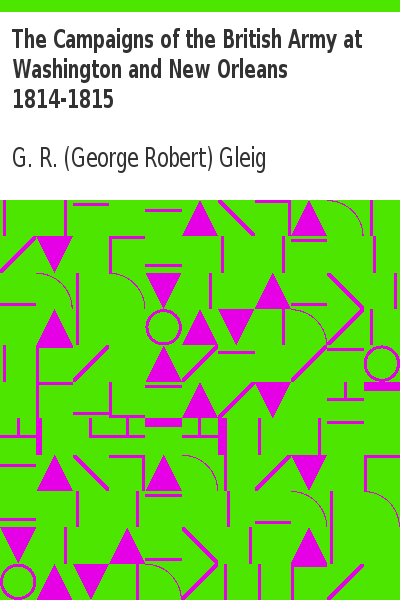 The Campaigns of the British Army at
Washington and New Orleans
1814-1815
G. R. (George Robert) Gleig